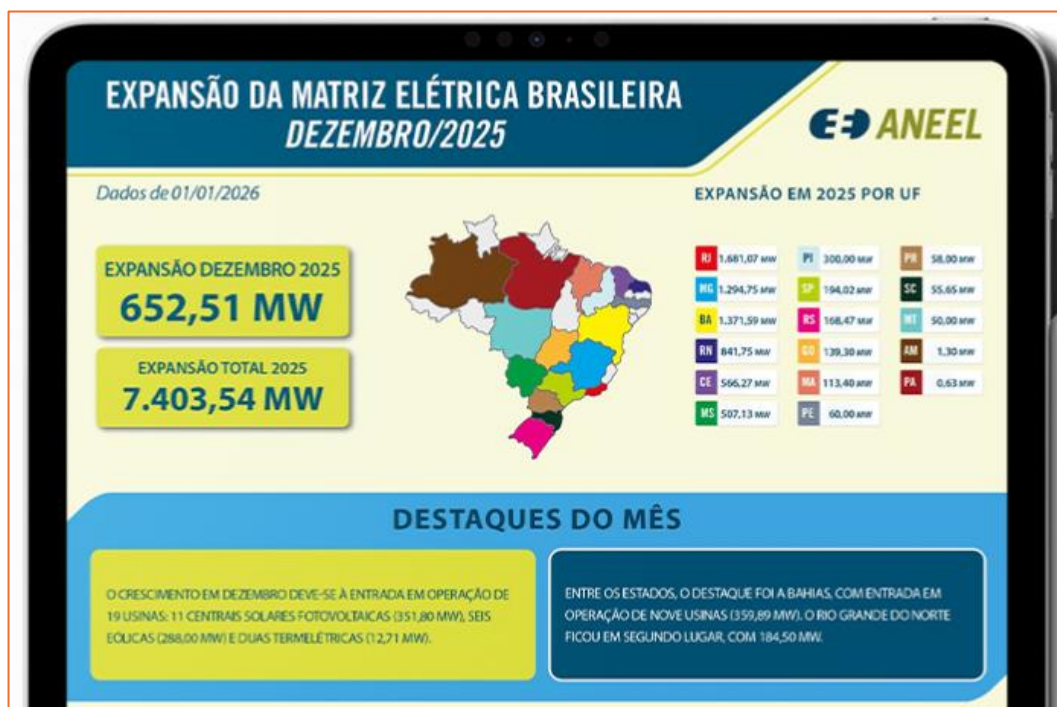 EXPANSÃO DA MATRIZ ELÉTRICA BRASILEIRA
DEZEMBRO/2025
ANEEL
Dados de 01/01/2026
EXPANSÃO DEZEMBRO 2025
652,51 MW
EXPANSÃO TOTAL 2025
7.403,54 MW
EXPANSÃO EM 2025 POR UF
RJ 1.681,07 MW
MG 1.294,75 MW
BA 1.371,59 MW
RN 841,75 MW
CE 566,27 MW
MS 507,13 MW
PI 300,00 MW
SP 194,02 MW
RS 168,47 MW
GO 139,30 MW
MA 113,40 MW
PE 60,00 MW
PR 58,00 MW
SC 55,65 MW
MT 50,00 MW
AM 1,30 MW
PA 0,63 MW
DESTAQUES DO MÊS
O CRESCIMENTO EM DEZEMBRO DEVE-SE À ENTRADA EM OPERAÇÃO DE
19 USINAS: 11 CENTRAIS SOLARES FOTOVOLTAICAS (351,80 MW), SEIS
EÓLICAS (288,00 MW) E DUAS TERMELÉTRICAS (12,71 MW).
ENTRE OS ESTADOS, O DESTAQUE FOI A BAHIAS, COM ENTRADA EM
OPERAÇÃO DE NOVE USINAS (359,89 MW). O RIO GRANDE DO NORTE
FICOU EM SEGUNDO LUGAR, COM 184,50 MW.